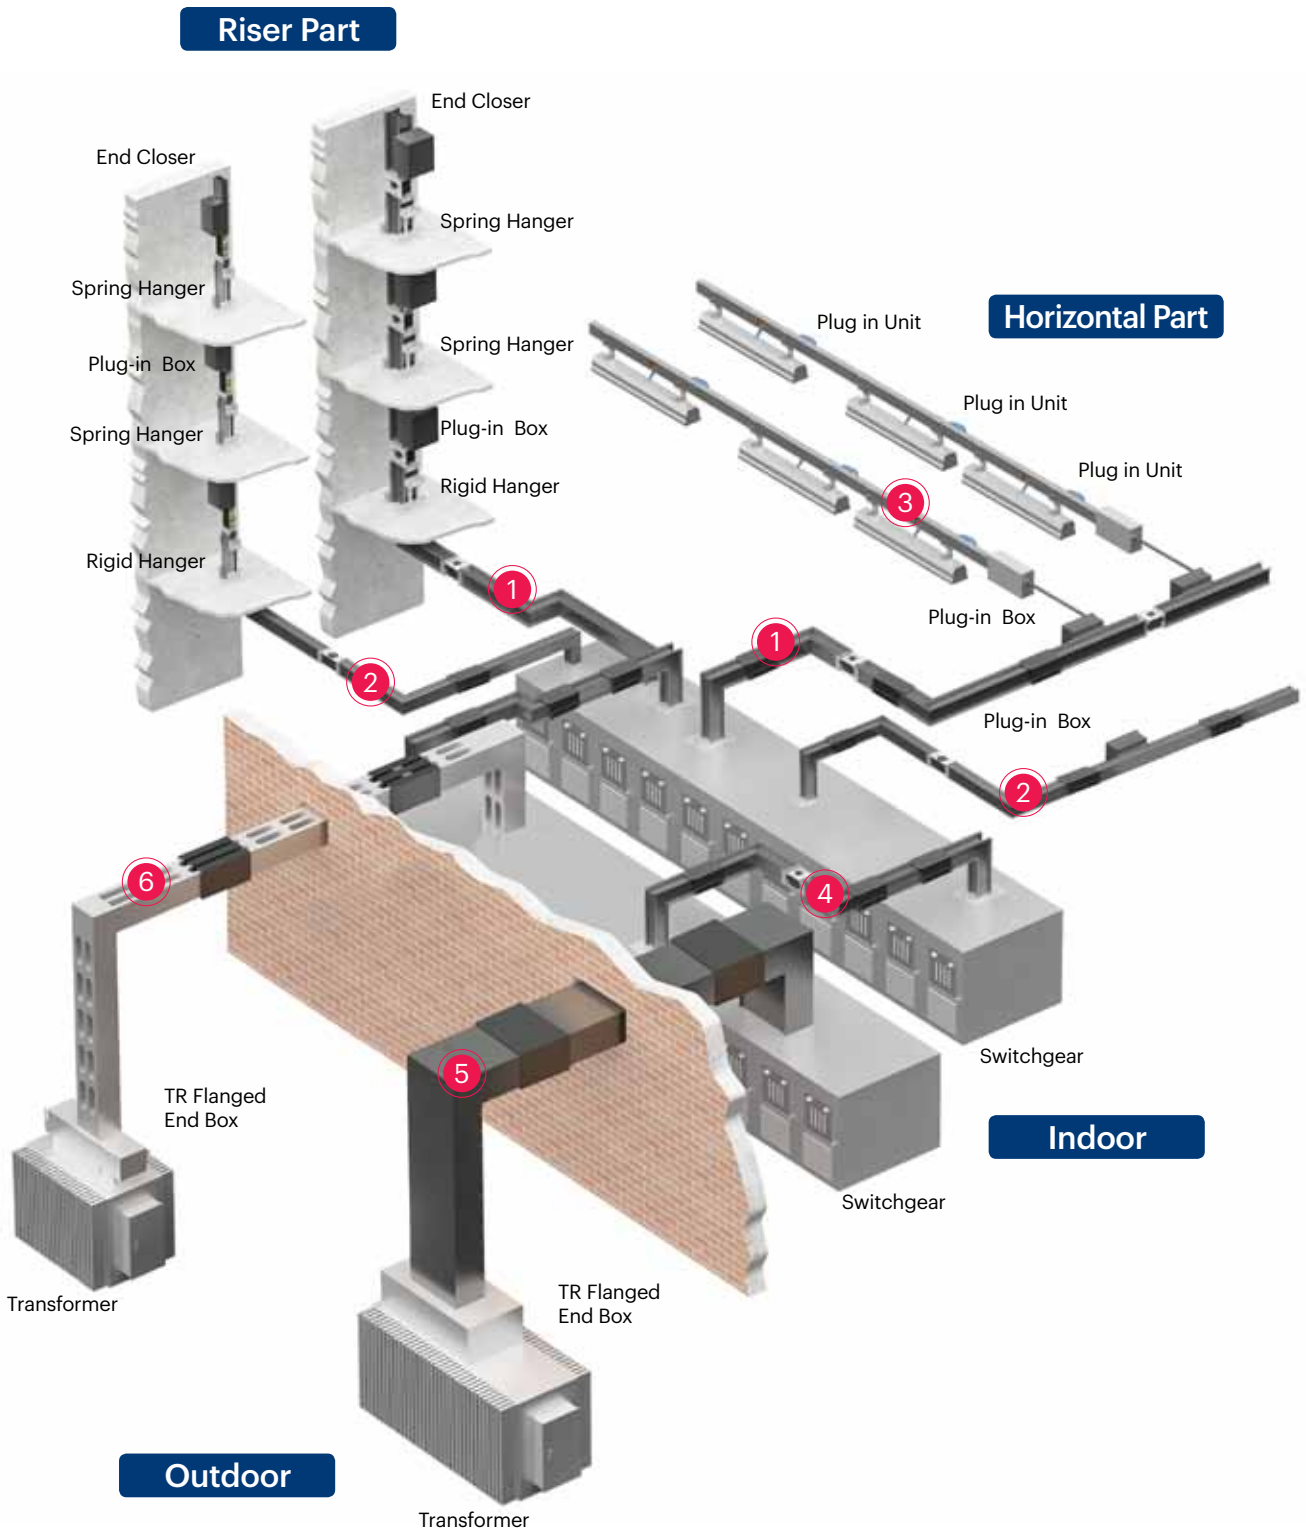 Riser Part
End Closer
End Closer
Spring Hanger
Spring Hanger
Plug in Unit
Horizontal Part
Spring Hanger
Plug-in Box
Plug in Unit
Spring Hanger
Plug-in Box
Plug in Unit
Rigid Hanger
3
Rigid Hanger
1
Plug-in Box
1
2
Plug-in Box
2
6
4
Switchgear
5
TR Flanged
End Box
Indoor
Switchgear
Transformer
TR Flanged
End Box
Outdoor
Transformer